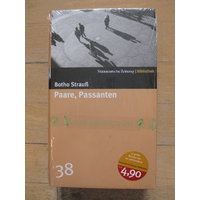 Süddeutsche Zeitung | Bibliothek
Botho Strauß
Paare, Passanten
38
4,90